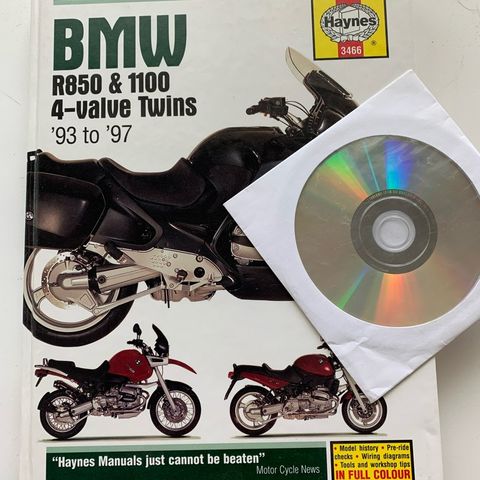 BMW
R850 & 1100
4-valve Twins
'93 to '97
Haynes
3466
"Haynes Manuals just cannot be beaten"
Motor Cycle News
• Model history • Pre-ride
checks • Wiring diagrams
• Tools and workshop tips
IN FULL COLOUR